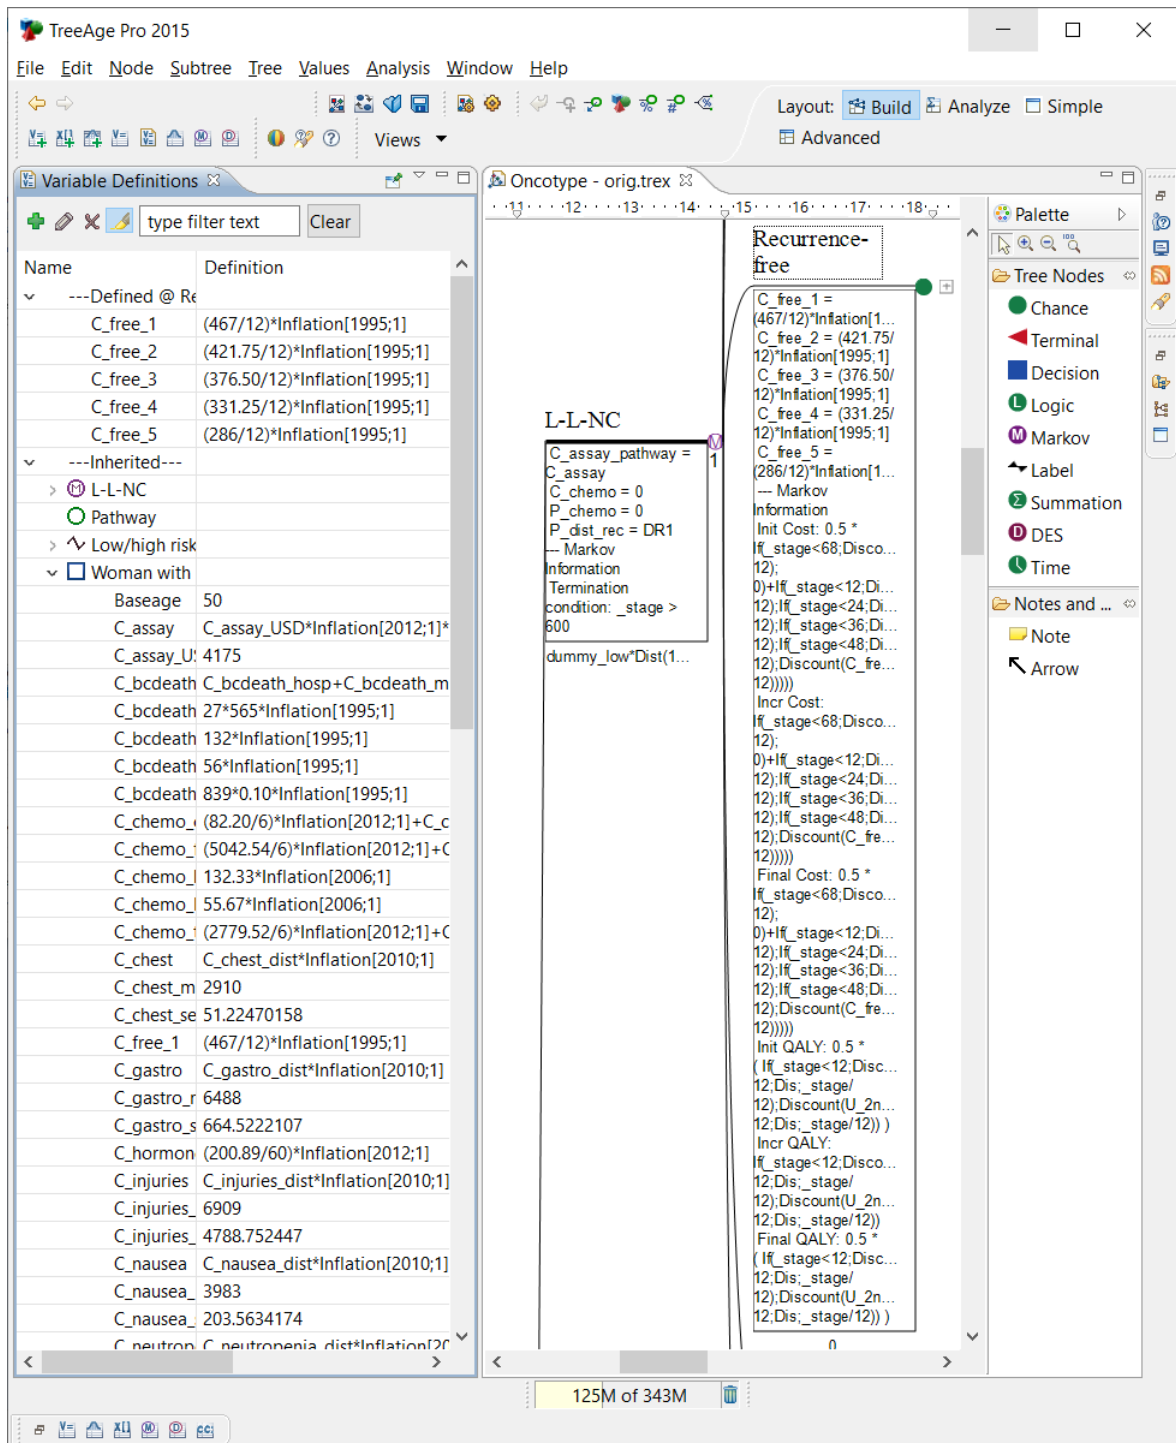 TreeAge Pro 2015
File Edit Node Subtree Tree Values Analysis Window Help
Layout: Build Analyze Simple
Views Advanced
Variable Definitions
type filter text Clear
Name Definition
---Defined @ Re
C_free_1 (467/12)*Inflation[1995;1]
C_free_2 (421.75/12)*Inflation[1995;1]
C_free_3 (376.50/12)*Inflation[1995;1]
C_free_4 (331.25/12)*Inflation[1995;1]
C_free_5 (286/12)*Inflation[1995;1]
---Inherited---
L-L-NC
Pathway
Low/high risk
Woman with
Baseage 50
C_assay C_assay_USD*Inflation[2012;1]*
C_assay_U 4175
C_bcdeath C_bcdeath_hosp+C_bcdeath_m
C_bcdeath 27*565*Inflation[1995;1]
C_bcdeath 132*Inflation[1995;1]
C_bcdeath 56*Inflation[1995;1]
C_bcdeath 839*0.10*Inflation[1995;1]
C_chemo_ (82.20/6)*Inflation[2012;1]+C_c
C_chemo_ (5042.54/6)*Inflation[2012;1]+C
C_chemo_ 132.33*Inflation[2006;1]
C_chemo_ 55.67*Inflation[2006;1]
C_chemo_ (2779.52/6)*Inflation[2012;1]+C
C_chest C_chest_dist*Inflation[2010;1]
C_chest_m 2910
C_chest_se 51.22470158
C_free_1 (467/12)*Inflation[1995;1]
C_gastro C_gastro_dist*Inflation[2010;1]
C_gastro_r 6488
C_gastro_s 664.5222107
C_hormon (200.89/60)*Inflation[2012;1]
C_injuries C_injuries_dist*Inflation[2010;1]
C_injuries_ 6909
C_injuries_ 4788.752447
C_nausea C_nausea_dist*Inflation[2010;1]
C_nausea_ 3983
C_nausea_ 203.5634174
C_neutrop C_neutropenia_dist*Inflation[20
Oncotype - orig.trex
11 12 13 14 15 16 17 18
L-L-NC
C_assay_pathway =
C_assay
C_chemo = 0
P_chemo = 0
P_dist_rec = DR1
--- Markov
Information
Termination
condition: _stage >
600
dummy_low*Dist(1...
1
Recurrence-
free
C_free_1 =
(467/12)*Inflation[1...
C_free_2 = (421.75/
12)*Inflation[1995;1]
C_free_3 = (376.50/
12)*Inflation[1995;1]
C_free_4 = (331.25/
12)*Inflation[1995;1]
C_free_5 =
(286/12)*Inflation[1...
--- Markov
Information
Init Cost: 0.5 *
If(_stage<68;Disco...
12);
0)+If(_stage<12;Di...
12);If(_stage<24;Di...
12);If(_stage<36;Di...
12);If(_stage<48;Di...
12);Discount(C_fre...
12)))))
Incr Cost:
If(_stage<68;Disco...
12);
0)+If(_stage<12;Di...
12);If(_stage<24;Di...
12);If(_stage<36;Di...
12);If(_stage<48;Di...
12);Discount(C_fre...
12)))))
Final Cost: 0.5 *
If(_stage<68;Disco...
12);
0)+If(_stage<12;Di...
12);If(_stage<24;Di...
12);If(_stage<36;Di...
12);If(_stage<48;Di...
12);Discount(C_fre...
12)))))
Init QALY: 0.5 *
( If(_stage<12;Disc...
12;Dis;_stage/
12);Discount(U_2n...
12;Dis;_stage/12)) )
Incr QALY:
If(_stage<12;Disco...
12;Dis;_stage/
12);Discount(U_2n...
12;Dis;_stage/12))
Final QALY: 0.5 *
( If(_stage<12;Disc...
12;Dis;_stage/
12);Discount(U_2n...
12;Dis;_stage/12)) )
0
Palette
Tree Nodes
Chance
Terminal
Decision
Logic
Markov
Label
Summation
DES
Time
Notes and ...
Note
Arrow
125M of 343M